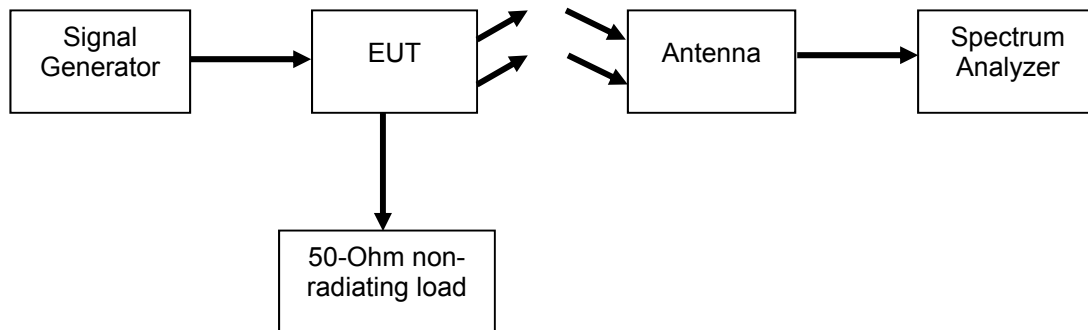 Signal
Generator
EUT
Antenna
Spectrum
Analyzer
50-Ohm non-
radiating load